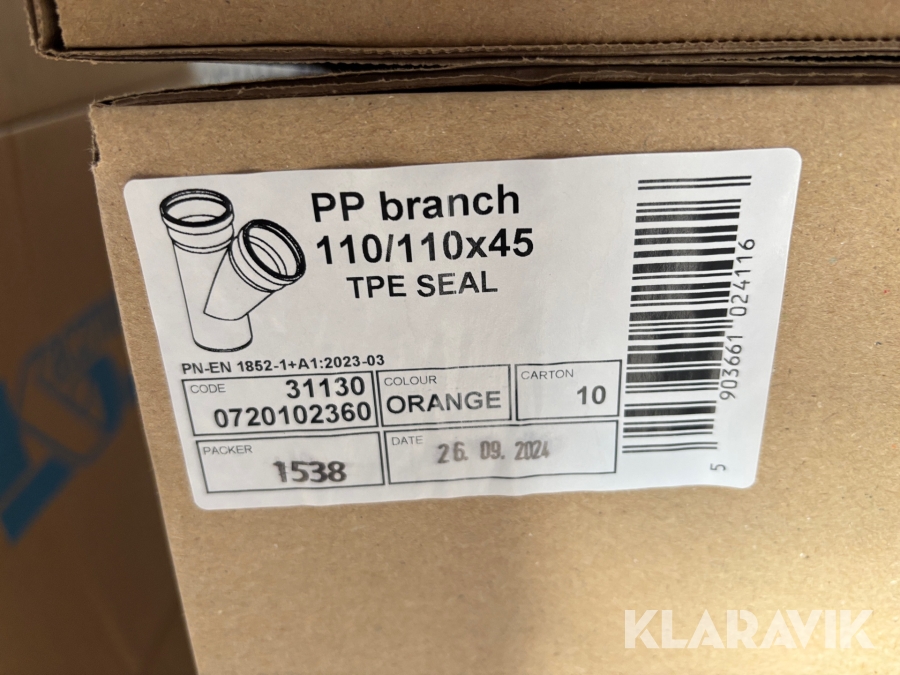 PP branch
110/110x45
TPE SEAL
PN-EN 1852-1+A1:2023-03
CODE 31130
0720102360
COLOUR
ORANGE
CARTON
10
PACKER
1538
DATE
26. 09. 2024
5 903661 024116
KLARAVIK